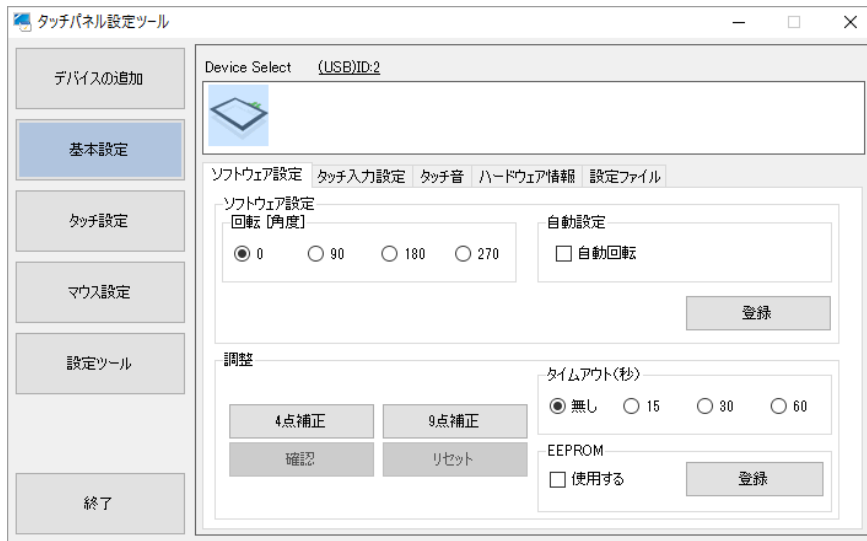 タッチパネル設定ツール
デバイスの追加
基本設定
タッチ設定
マウス設定
設定ツール
終了
Device Select (USB)ID:2
ソフトウェア設定 タッチ入力設定 タッチ音 ハードウェア情報 設定ファイル
ソフトウェア設定
回転 [角度]
0 90 180 270
自動設定
自動回転
登録
調整
4点補正 9点補正
確認 リセット
タイムアウト(秒)
無し 15 30 60
EEPROM
使用する 登録